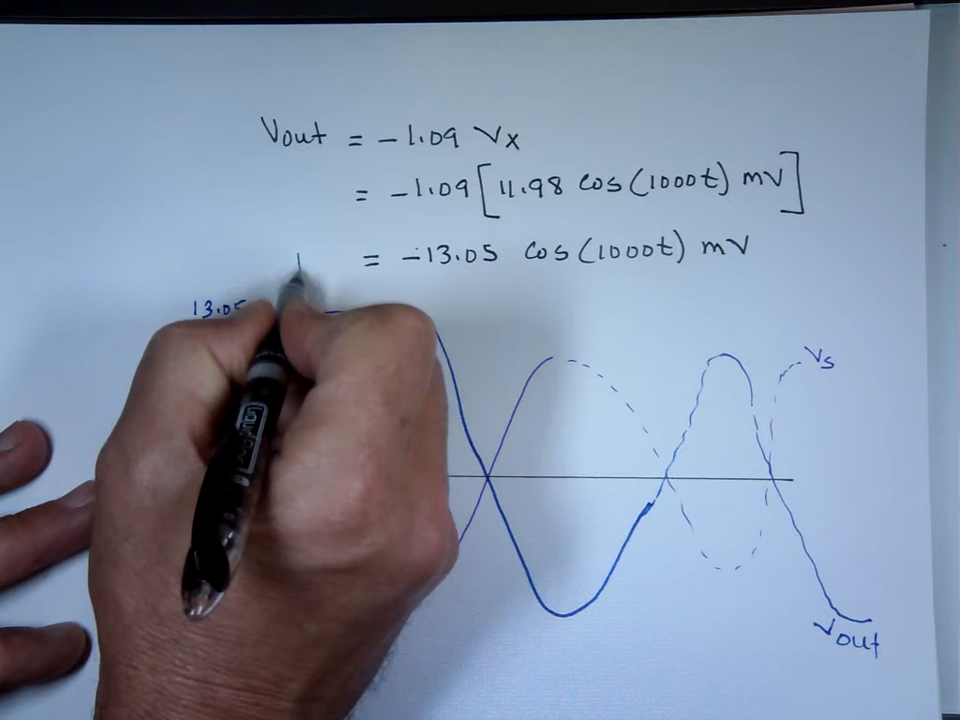 Vout = -1.09 Vx
= -1.09 [11.98 cos(1000t) mV]
= -13.05 cos(1000t) mV
13.05
Vs
Vout